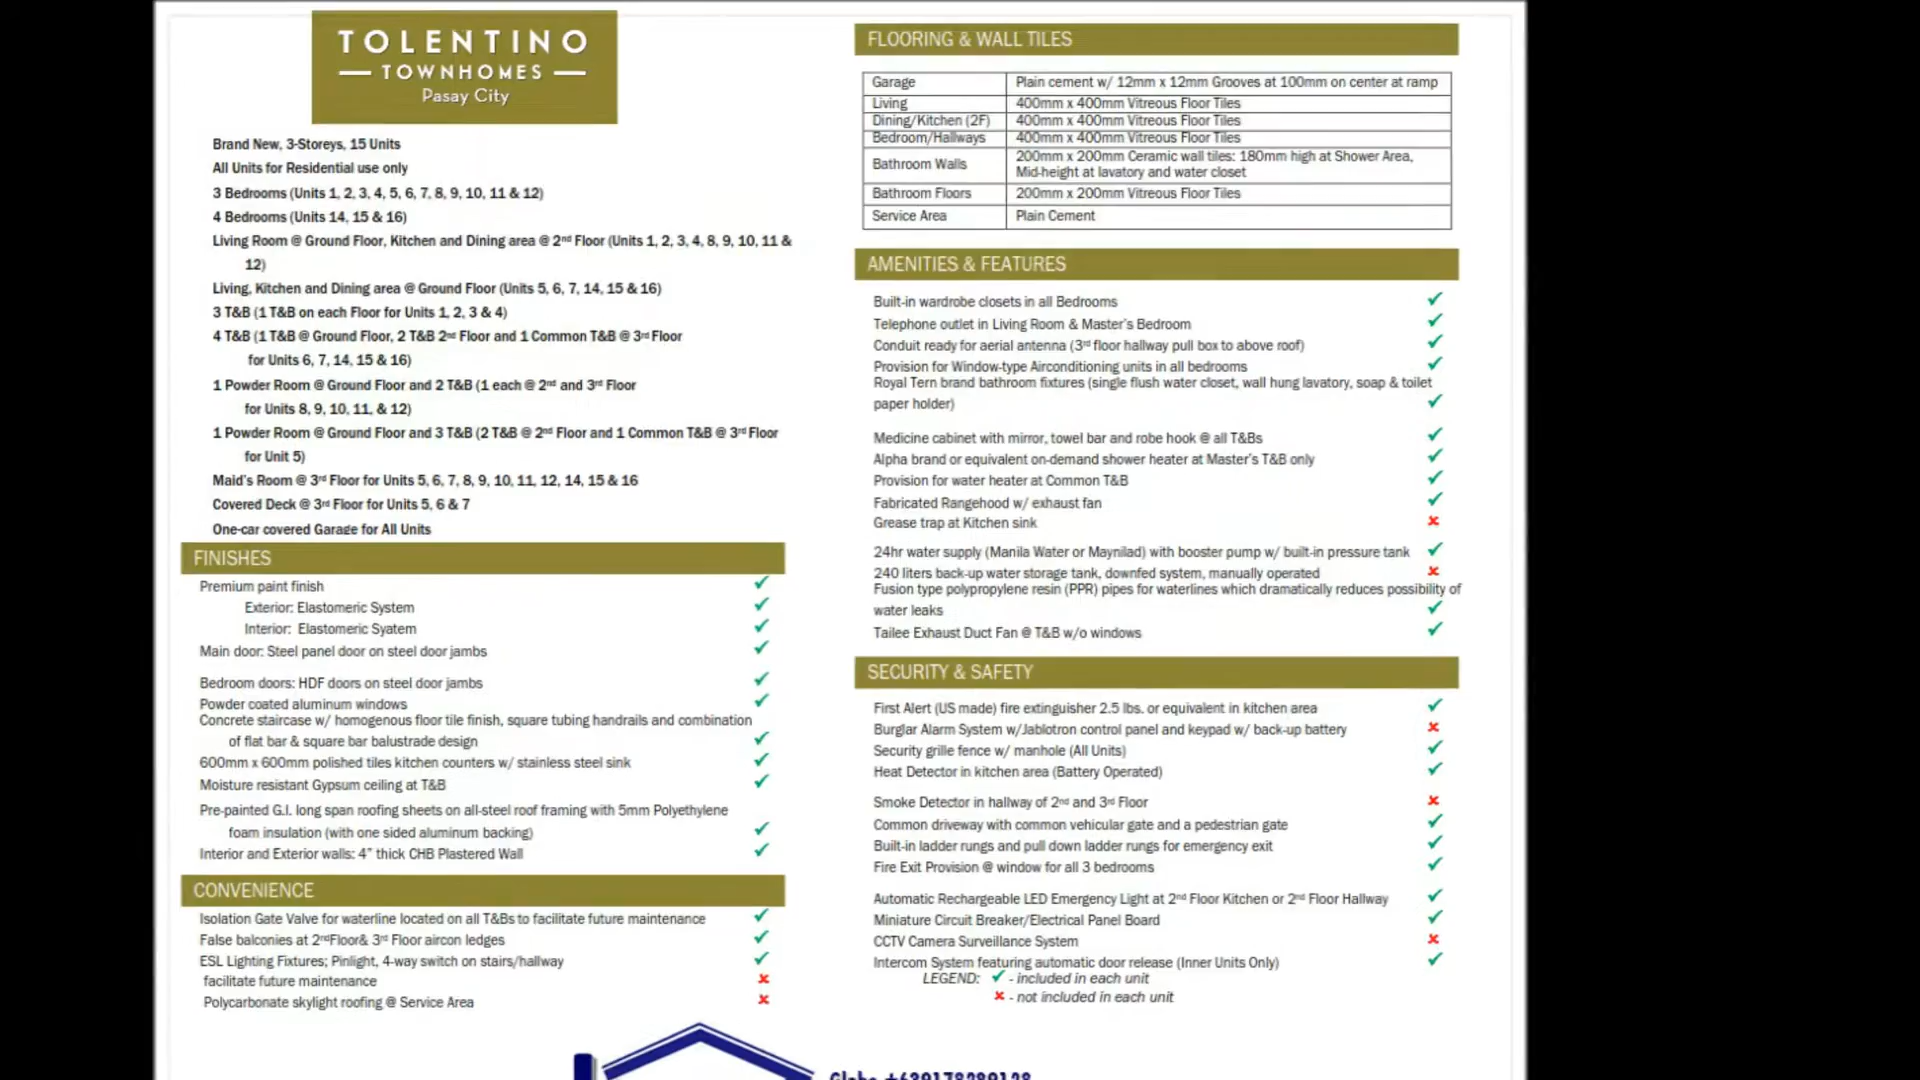 TOLENTINO
TOWNHOMES
Pasay City
Brand New, 3-Storeys, 15 Units
All Units for Residential use only
3 Bedrooms (Units 1, 2, 3, 4, 5, 6, 7, 8, 9, 10, 11 & 12)
4 Bedrooms (Units 14, 15 & 16)
Living Room @ Ground Floor, Kitchen and Dining area @ 2nd Floor (Units 1, 2, 3, 4, 8, 9, 10, 11 &
12)
Living, Kitchen and Dining area @ Ground Floor (Units 5, 6, 7, 14, 15 & 16)
3 T&B (1 T&B on each Floor for Units 1, 2, 3 & 4)
4 T&B (1 T&B @ Ground Floor, 2 T&B 2nd Floor and 1 Common T&B @ 3rd Floor
for Units 6, 7, 14, 15 & 16)
1 Powder Room @ Ground Floor and 2 T&B (1 each @ 2nd and 3rd Floor
for Units 8, 9, 10, 11, & 12)
1 Powder Room @ Ground Floor and 3 T&B (2 T&B @ 2nd Floor and 1 Common T&B @ 3rd Floor
for Unit 5)
Maid's Room @ 3rd Floor for Units 5, 6, 7, 8, 9, 10, 11, 12, 14, 15 & 16
Covered Deck @ 3rd Floor for Units 5, 6 & 7
One-car covered Garage for All Units
FINISHES
Premium paint finish ✔
Exterior: Elastomeric System ✔
Interior: Elastomeric Syatem ✔
Main door: Steel panel door on steel door jambs ✔
Bedroom doors: HDF doors on steel door jambs ✔
Powder coated aluminum windows ✔
Concrete staircase w/ homogenous floor tile finish, square tubing handrails and combination
of flat bar & square bar balustrade design ✔
600mm x 600mm polished tiles kitchen counters w/ stainless steel sink ✔
Moisture resistant Gypsum ceiling at T&B ✔
Pre-painted G.I. long span roofing sheets on all-steel roof framing with 5mm Polyethylene
foam insulation (with one sided aluminum backing) ✔
Interior and Exterior walls: 4" thick CHB Plastered Wall ✔
CONVENIENCE
Isolation Gate Valve for waterline located on all T&Bs to facilitate future maintenance ✔
False balconies at 2ndFloor& 3rd Floor aircon ledges ✔
ESL Lighting Fixtures; Pinlight, 4-way switch on stairs/hallway ✔
facilitate future maintenance ✘
Polycarbonate skylight roofing @ Service Area ✘
FLOORING & WALL TILES
Garage Plain cement w/ 12mm x 12mm Grooves at 100mm on center at ramp
Living 400mm x 400mm Vitreous Floor Tiles
Dining/Kitchen (2F) 400mm x 400mm Vitreous Floor Tiles
Bedroom/Hallways 400mm x 400mm Vitreous Floor Tiles
Bathroom Walls 200mm x 200mm Ceramic wall tiles: 180mm high at Shower Area,
Mid-height at lavatory and water closet
Bathroom Floors 200mm x 200mm Vitreous Floor Tiles
Service Area Plain Cement
AMENITIES & FEATURES
Built-in wardrobe closets in all Bedrooms ✔
Telephone outlet in Living Room & Master's Bedroom ✔
Conduit ready for aerial antenna (3rd floor hallway pull box to above roof) ✔
Provision for Window-type Airconditioning units in all bedrooms ✔
Royal Tern brand bathroom fixtures (single flush water closet, wall hung lavatory, soap & toilet
paper holder) ✔
Medicine cabinet with mirror, towel bar and robe hook @ all T&Bs ✔
Alpha brand or equivalent on-demand shower heater at Master's T&B only ✔
Provision for water heater at Common T&B ✔
Fabricated Rangehood w/ exhaust fan ✔
Grease trap at Kitchen sink ✘
24hr water supply (Manila Water or Maynilad) with booster pump w/ built-in pressure tank ✔
240 liters back-up water storage tank, downfed system, manually operated ✘
Fusion type polypropylene resin (PPR) pipes for waterlines which dramatically reduces possibility of
water leaks ✔
Tailee Exhaust Duct Fan @ T&B w/o windows ✔
SECURITY & SAFETY
First Alert (US made) fire extinguisher 2.5 lbs. or equivalent in kitchen area ✔
Burglar Alarm System w/Jablotron control panel and keypad w/ back-up battery ✘
Security grille fence w/ manhole (All Units) ✔
Heat Detector in kitchen area (Battery Operated) ✔
Smoke Detector in hallway of 2nd and 3rd Floor ✘
Common driveway with common vehicular gate and a pedestrian gate ✔
Built-in ladder rungs and pull down ladder rungs for emergency exit ✔
Fire Exit Provision @ window for all 3 bedrooms ✔
Automatic Rechargeable LED Emergency Light at 2nd Floor Kitchen or 2nd Floor Hallway ✔
Miniature Circuit Breaker/Electrical Panel Board ✔
CCTV Camera Surveillance System ✘
Intercom System featuring automatic door release (Inner Units Only) ✔
LEGEND: ✔ - included in each unit
✘ - not included in each unit
Globe +639178289128